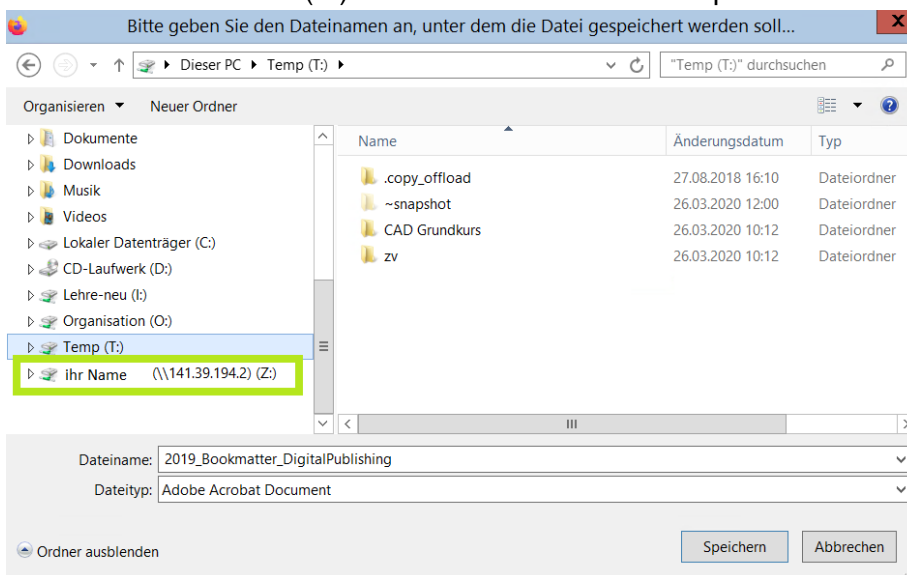 Bitte geben Sie den Dateinamen an, unter dem die Datei gespeichert werden soll...
X
Dieser PC Temp (T:)
"Temp (T:)" durchsuchen
Organisieren Neuer Ordner
Dokumente
Downloads
Musik
Videos
Lokaler Datenträger (C:)
CD-Laufwerk (D:)
Lehre-neu (I:)
Organisation (O:)
Temp (T:)
ihr Name (\\141.39.194.2) (Z:)
Name Änderungsdatum Typ
.copy_offload 27.08.2018 16:10 Dateiordner
~snapshot 26.03.2020 12:00 Dateiordner
CAD Grundkurs 26.03.2020 10:12 Dateiordner
zv 26.03.2020 10:12 Dateiordner
Dateiname: 2019_Bookmatter_DigitalPublishing
Dateityp: Adobe Acrobat Document
Ordner ausblenden
Speichern Abbrechen